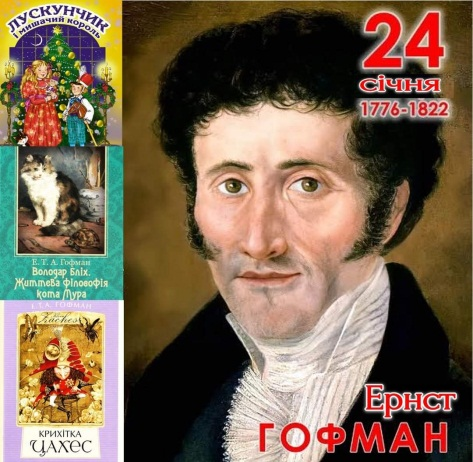 ЛУСКУНЧИК
і мишачий король
Е. Т. А. Гофман
Володар бліх.
Життєва філософія
кота Мура
Е.Т.А. ГОФМАН
Zaches
КРИХІТКА
ЦАХЕС
24
січня
1776-1822
Ернст
ГОФМАН